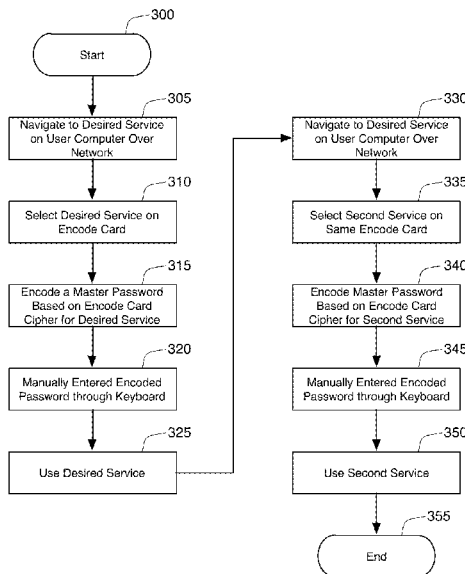 300
Start
305
Navigate to Desired Service
on User Computer Over
Network
310
Select Desired Service on
Encode Card
315
Encode a Master Password
Based on Encode Card
Cipher for Desired Service
320
Manually Entered Encoded
Password through Keyboard
325
Use Desired Service
330
Navigate to Desired Service
on User Computer Over
Network
335
Select Second Service on
Same Encode Card
340
Encode Master Password
Based on Encode Card
Cipher for Second Service
345
Manually Entered Encoded
Password through Keyboard
350
Use Second Service
355
End